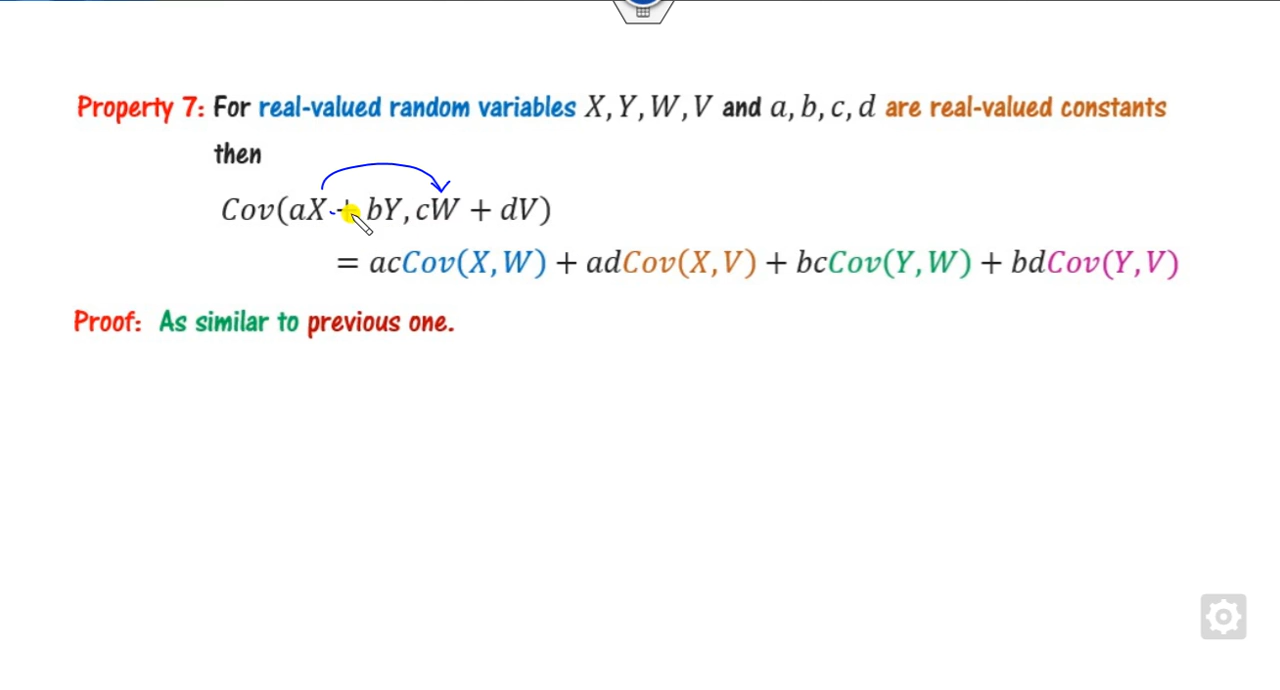 Property 7: For real-valued random variables X, Y, W, V and a, b, c, d are real-valued constants
then
Cov(aX + bY, cW + dV)
= acCov(X, W) + adCov(X, V) + bcCov(Y, W) + bdCov(Y, V)
Proof: As similar to previous one.